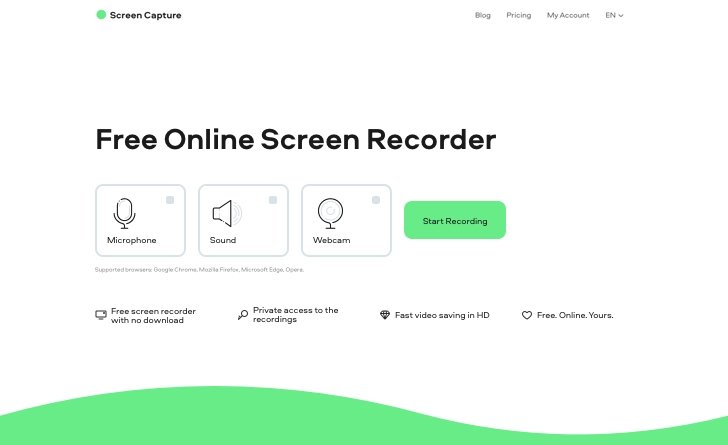 Screen Capture
Blog
Pricing
My Account
EN
Free Online Screen Recorder
Microphone
Sound
Webcam
Start Recording
Supported browsers: Google Chrome, Mozilla Firefox, Microsoft Edge, Opera.
Free screen recorder
with no download
Private access to the
recordings
Fast video saving in HD
Free. Online. Yours.